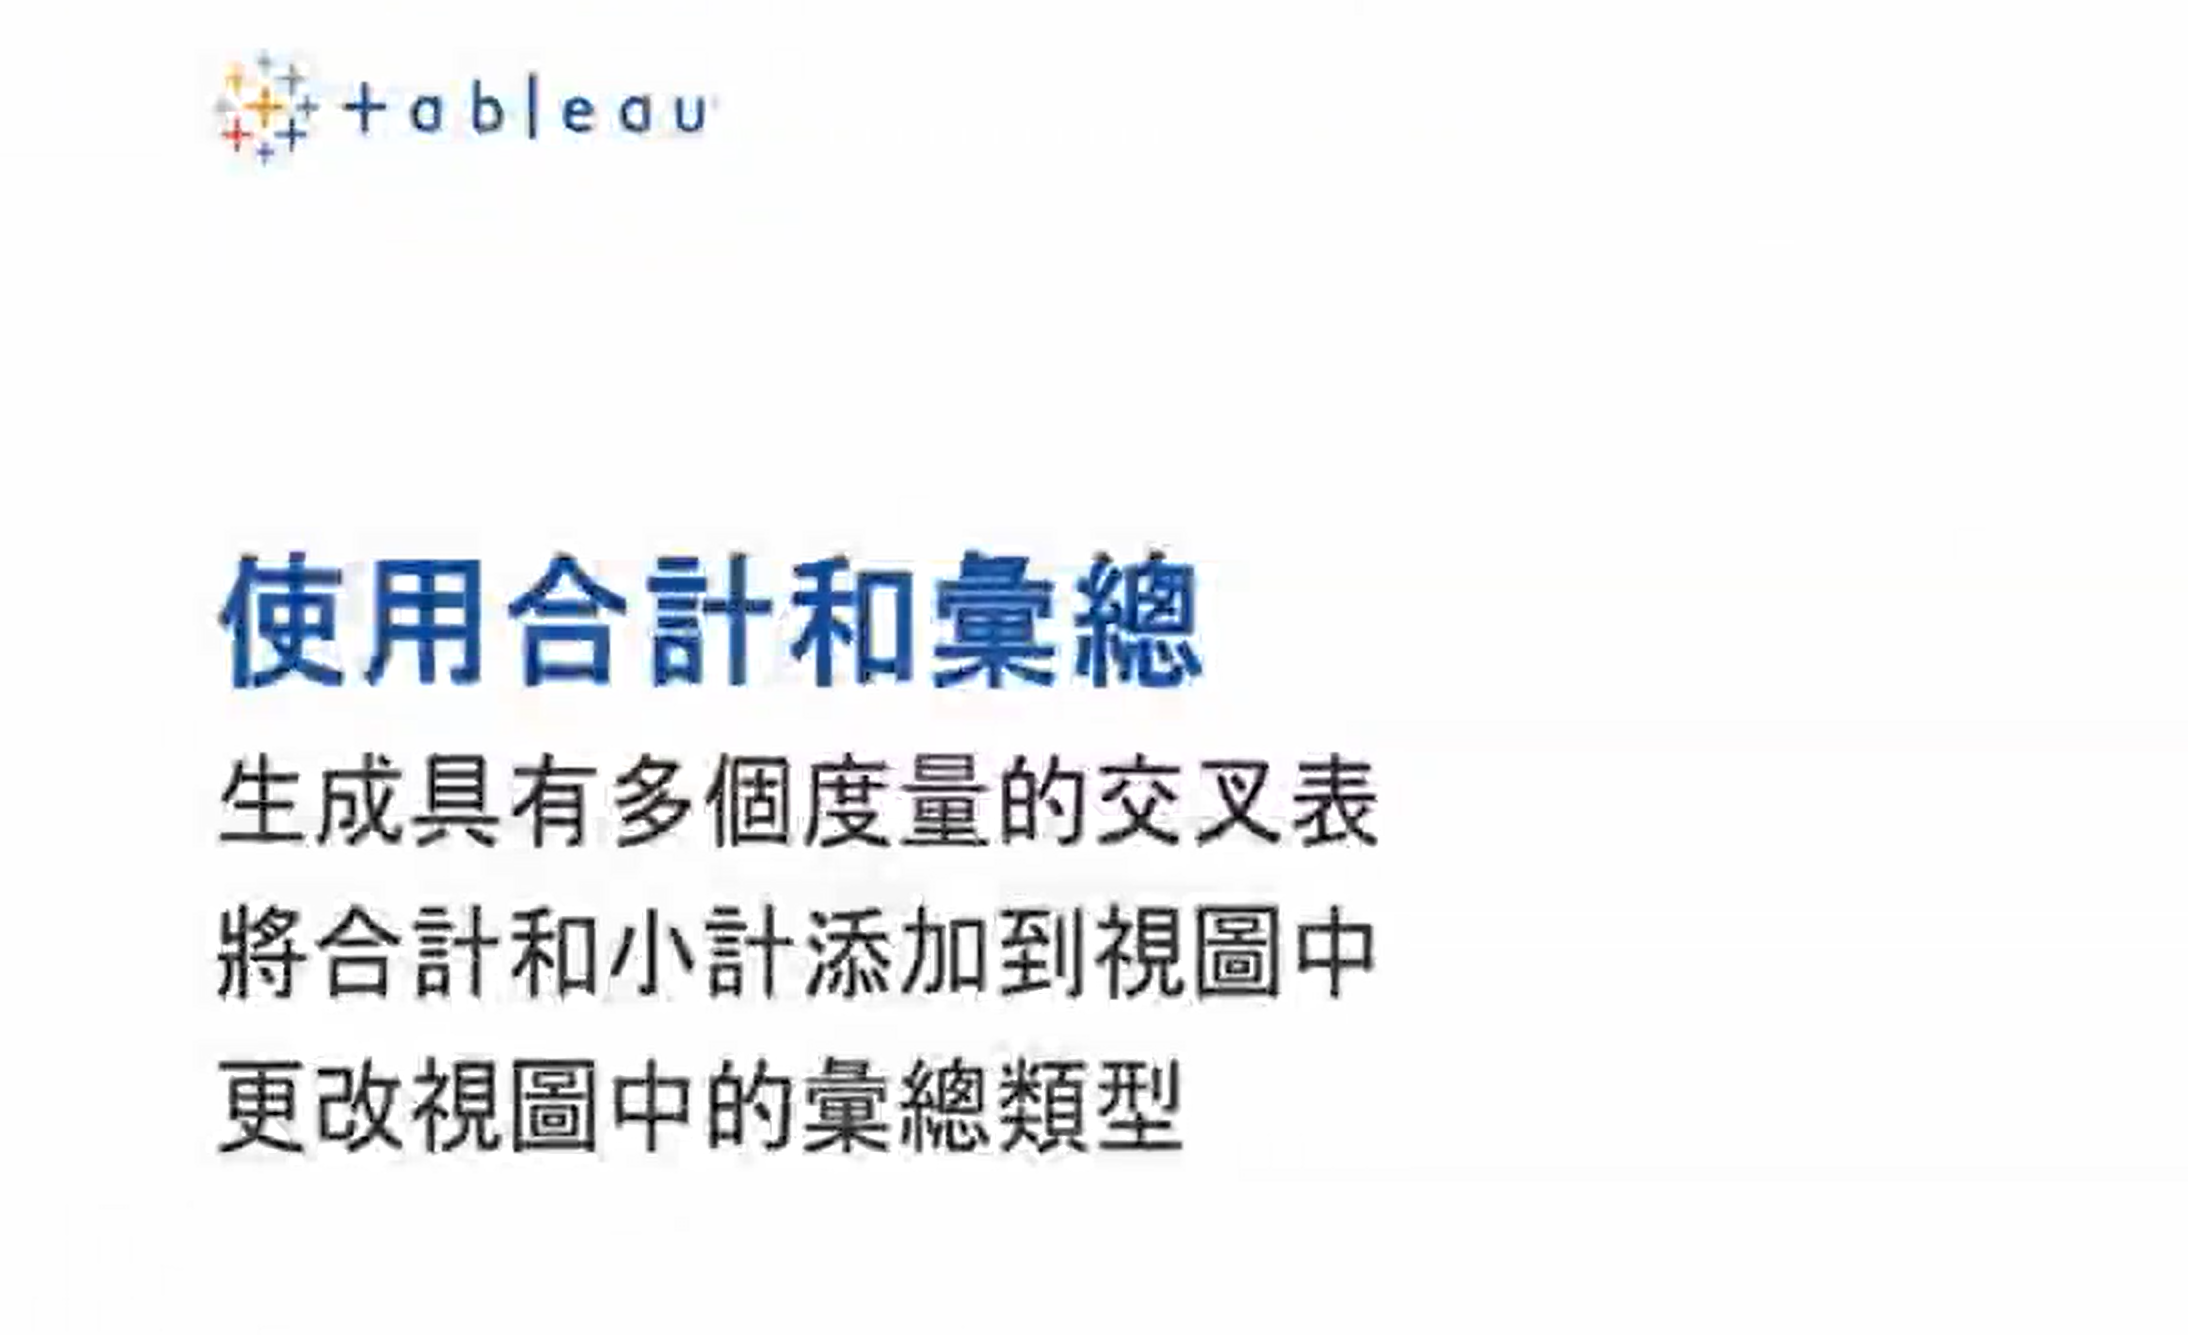 +ableau
使用合計和彙總
生成具有多個度量的交叉表
將合計和小計添加到視圖中
更改視圖中的彙總類型